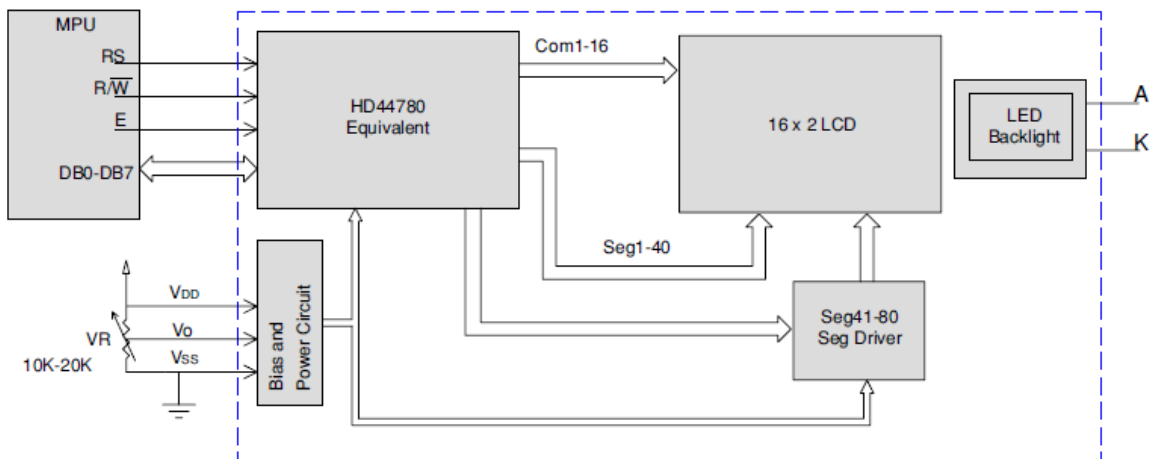 MPU
RS
R/W̅
E
DB0-DB7
HD44780
Equivalent
Com1-16
16 x 2 LCD
LED
Backlight
A
K
Seg1-40
Seg41-80
Seg Driver
Bias and
Power Circuit
VDD
Vo
VSS
VR
10K-20K